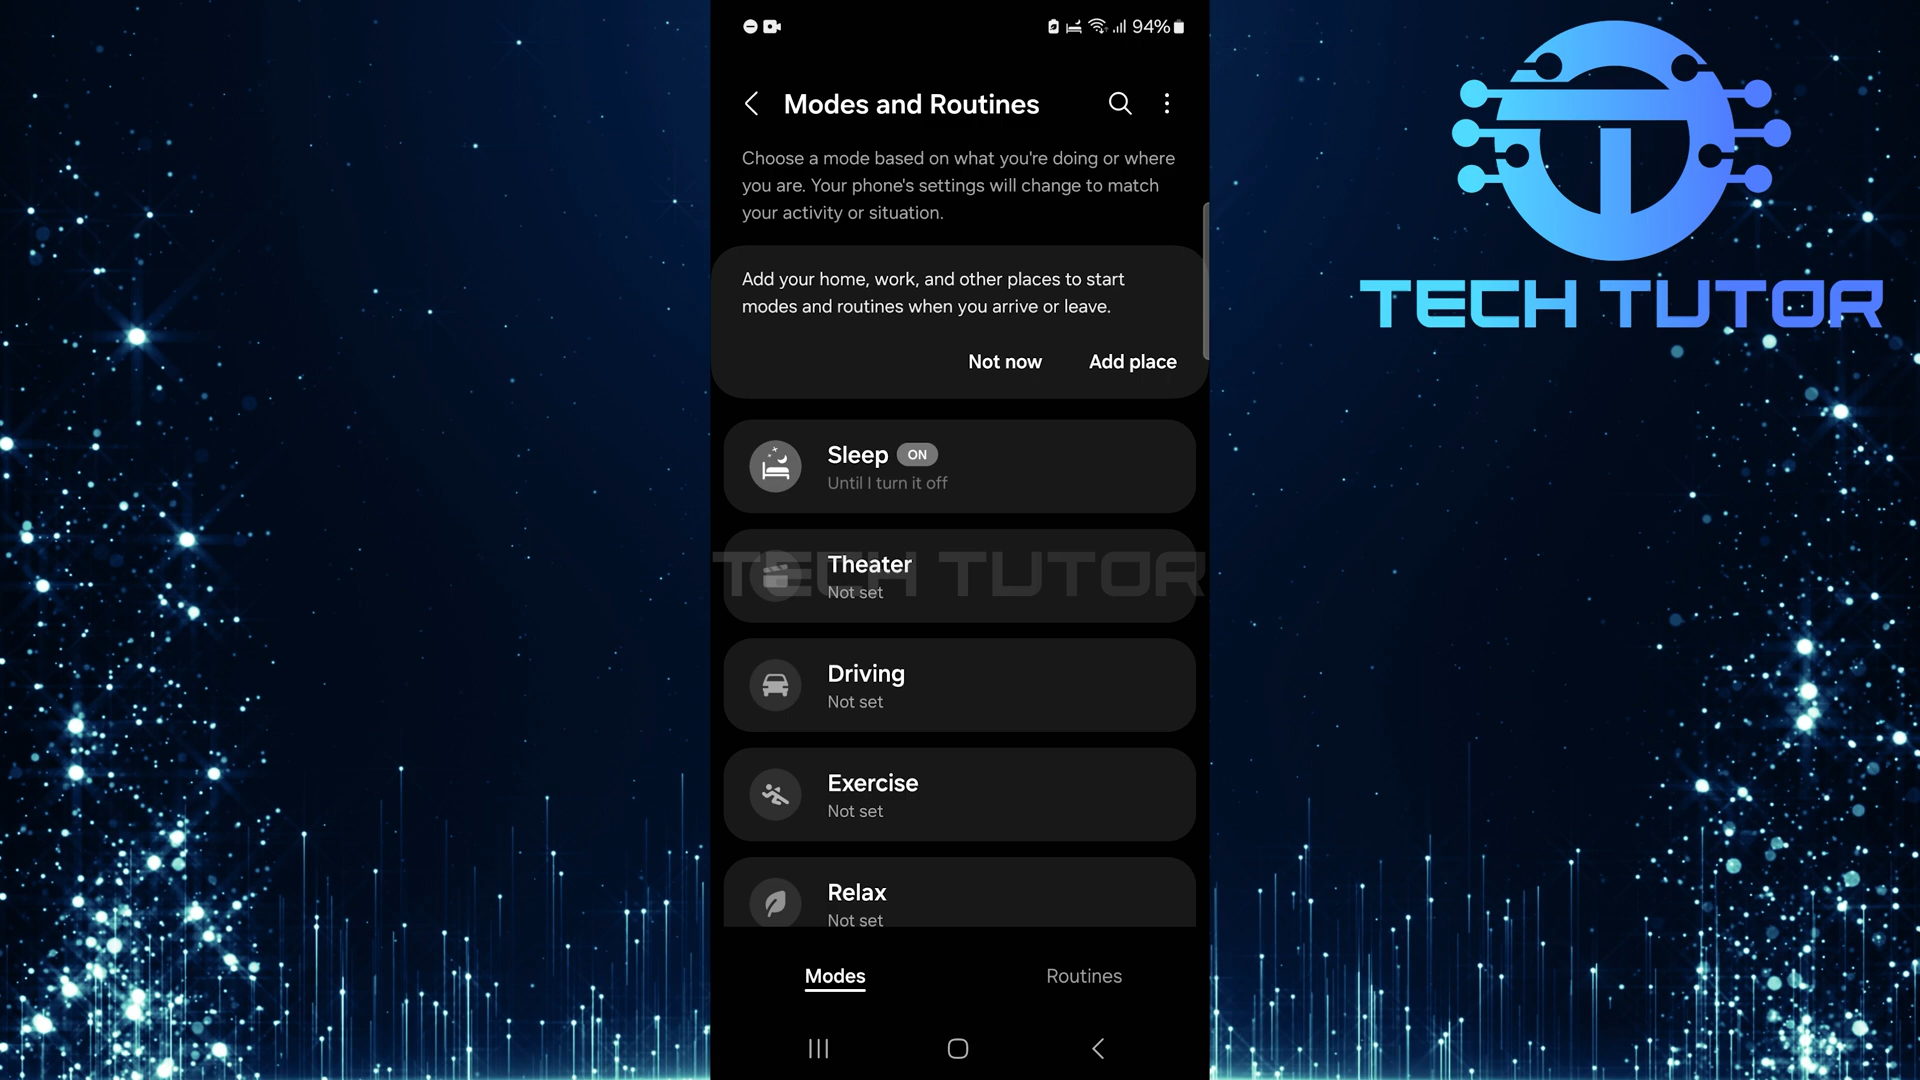 94%
Modes and Routines
Choose a mode based on what you're doing or where
you are. Your phone's settings will change to match
your activity or situation.
Add your home, work, and other places to start
modes and routines when you arrive or leave.
Not now
Add place
Sleep ON
Until I turn it off
Theater
Not set
Driving
Not set
Exercise
Not set
Relax
Not set
Modes
Routines
TECH TUTOR
TECH TUTOR